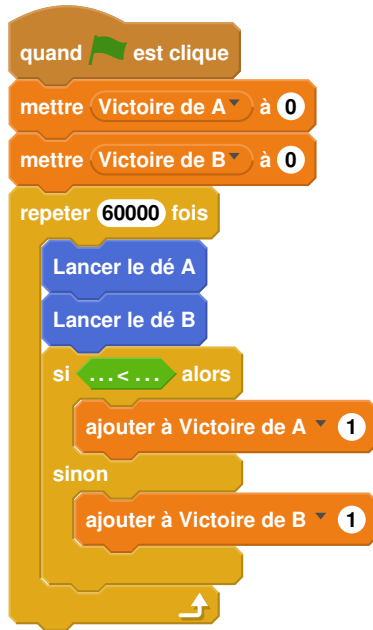 quand est clique
mettre Victoire de A à 0
mettre Victoire de B à 0
repeter 60000 fois
Lancer le dé A
Lancer le dé B
si ...< ... alors
ajouter à Victoire de A 1
sinon
ajouter à Victoire de B 1